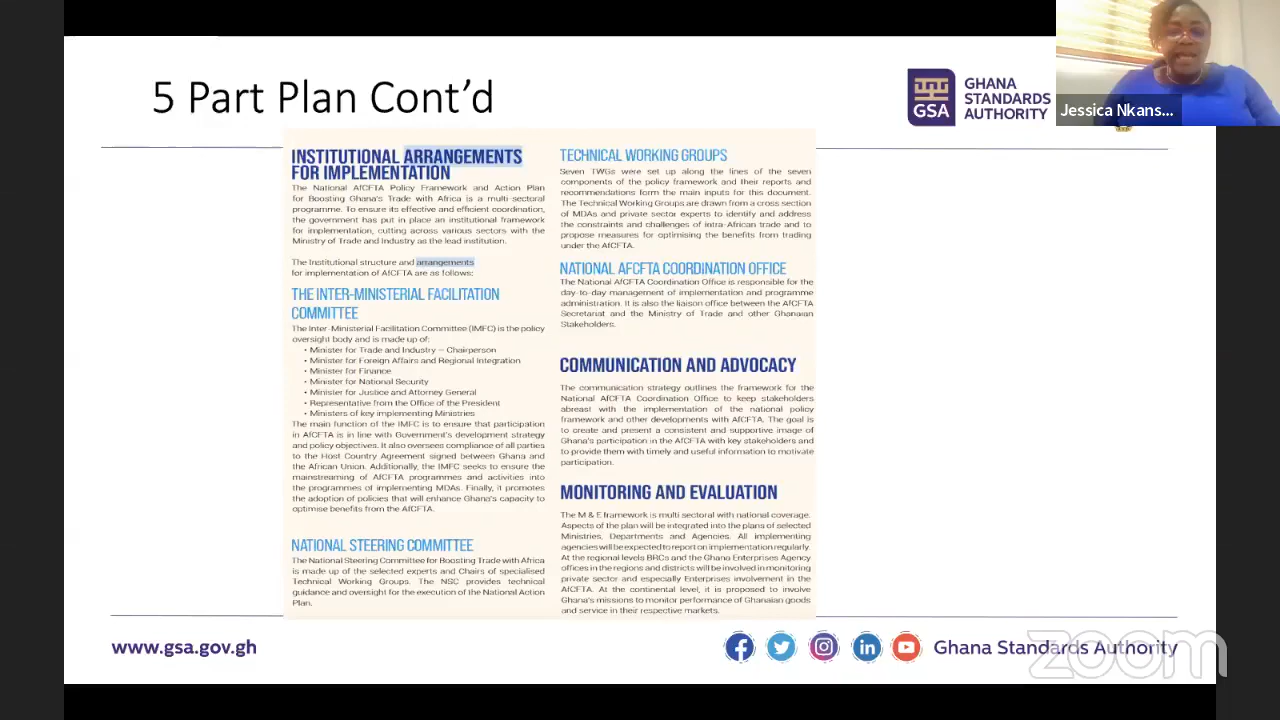 5 Part Plan Cont'd
GSA
GHANA
STANDARDS
AUTHORITY
Jessica Nkans...
INSTITUTIONAL ARRANGEMENTS
FOR IMPLEMENTATION
The National AfCFTA Policy Framework and Action Plan
for Boosting Ghana's Trade with Africa is a multi-sectoral
programme. To ensure its effective and efficient coordination,
the government has put in place an institutional framework
for implementation, cutting across various sectors with the
Ministry of Trade and Industry as the lead institution.
The Institutional structure and arrangements
for implementation of AfCFTA are as follows:
THE INTER-MINISTERIAL FACILITATION
COMMITTEE
The Inter-Ministerial Facilitation Committee (IMFC) is the policy
oversight body and is made up of:
• Minister for Trade and Industry – Chairperson
• Minister for Foreign Affairs and Regional Integration
• Minister for Finance
• Minister for National Security
• Minister for Justice and Attorney General
• Representative from the Office of the President
• Ministers of key implementing Ministries
The main function of the IMFC is to ensure that participation
in AfCFTA is in line with Government's development strategy
and policy objectives. It also oversees compliance of all parties
to the Host Country Agreement signed between Ghana and
the African Union. Additionally, the IMFC seeks to ensure the
mainstreaming of AfCFTA programmes and activities into
the programmes of implementing MDAs. Finally, it promotes
the adoption of policies that will enhance Ghana's capacity to
optimise benefits from the AfCFTA.
NATIONAL STEERING COMMITTEE
The National Steering Committee for Boosting Trade with Africa
is made up of the selected experts and Chairs of specialised
Technical Working Groups. The NSC provides technical
guidance and oversight for the execution of the National Action
Plan.
TECHNICAL WORKING GROUPS
Seven TWGs were set up along the lines of the seven
components of the policy framework and their reports and
recommendations form the main inputs for this document.
The Technical Working Groups are drawn from a cross section
of MDAs and private sector experts to identify and address
the constraints and challenges of intra-African trade and to
propose measures for optimising the benefits from trading
under the AfCFTA.
NATIONAL AFCFTA COORDINATION OFFICE
The National AfCFTA Coordination Office is responsible for the
day-to-day management of implementation and programme
administration. It is also the liaison office between the AfCFTA
Secretariat and the Ministry of Trade and other Ghanaian
Stakeholders.
COMMUNICATION AND ADVOCACY
The communication strategy outlines the framework for the
National AfCFTA Coordination Office to keep stakeholders
abreast with the implementation of the national policy
framework and other developments with AfCFTA. The goal is
to create and present a consistent and supportive image of
Ghana's participation in the AfCFTA with key stakeholders and
to provide them with timely and useful information to motivate
participation.
MONITORING AND EVALUATION
The M & E framework is multi sectoral with national coverage.
Aspects of the plan will be integrated into the plans of selected
Ministries, Departments and Agencies. All implementing
agencies will be expected to report on implementation regularly.
At the regional levels BRCs and the Ghana Enterprises Agency
offices in the regions and districts will be involved in monitoring
private sector and especially Enterprises involvement in the
AfCFTA. At the continental level, it is proposed to involve
Ghana's missions to monitor performance of Ghanaian goods
and service in their respective markets.
www.gsa.gov.gh
Ghana Standards Authority
zoom